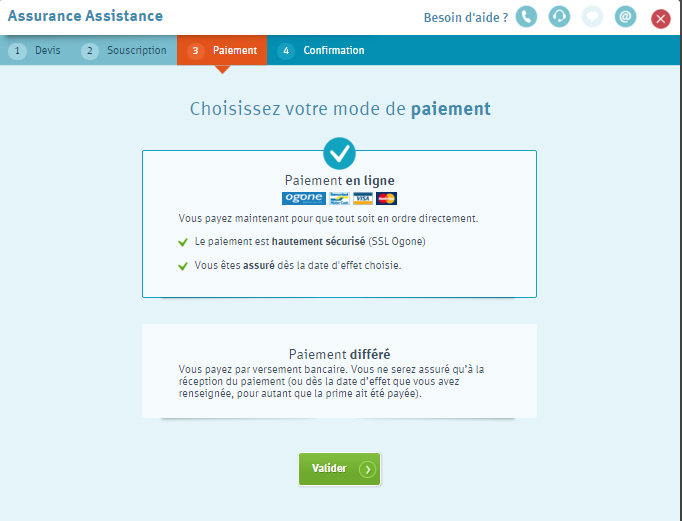 Assurance Assistance
Besoin d'aide ?
1 Devis 2 Souscription 3 Paiement 4 Confirmation
Choisissez votre mode de paiement
Paiement en ligne
ogone VISA
Vous payez maintenant pour que tout soit en ordre directement.
Le paiement est hautement sécurisé (SSL Ogone)
Vous êtes assuré dès la date d'effet choisie.
Paiement différé
Vous payez par versement bancaire. Vous ne serez assuré qu'à la
réception du paiement (ou dès la date d'effet que vous avez
renseignée, pour autant que la prime ait été payée).
Valider